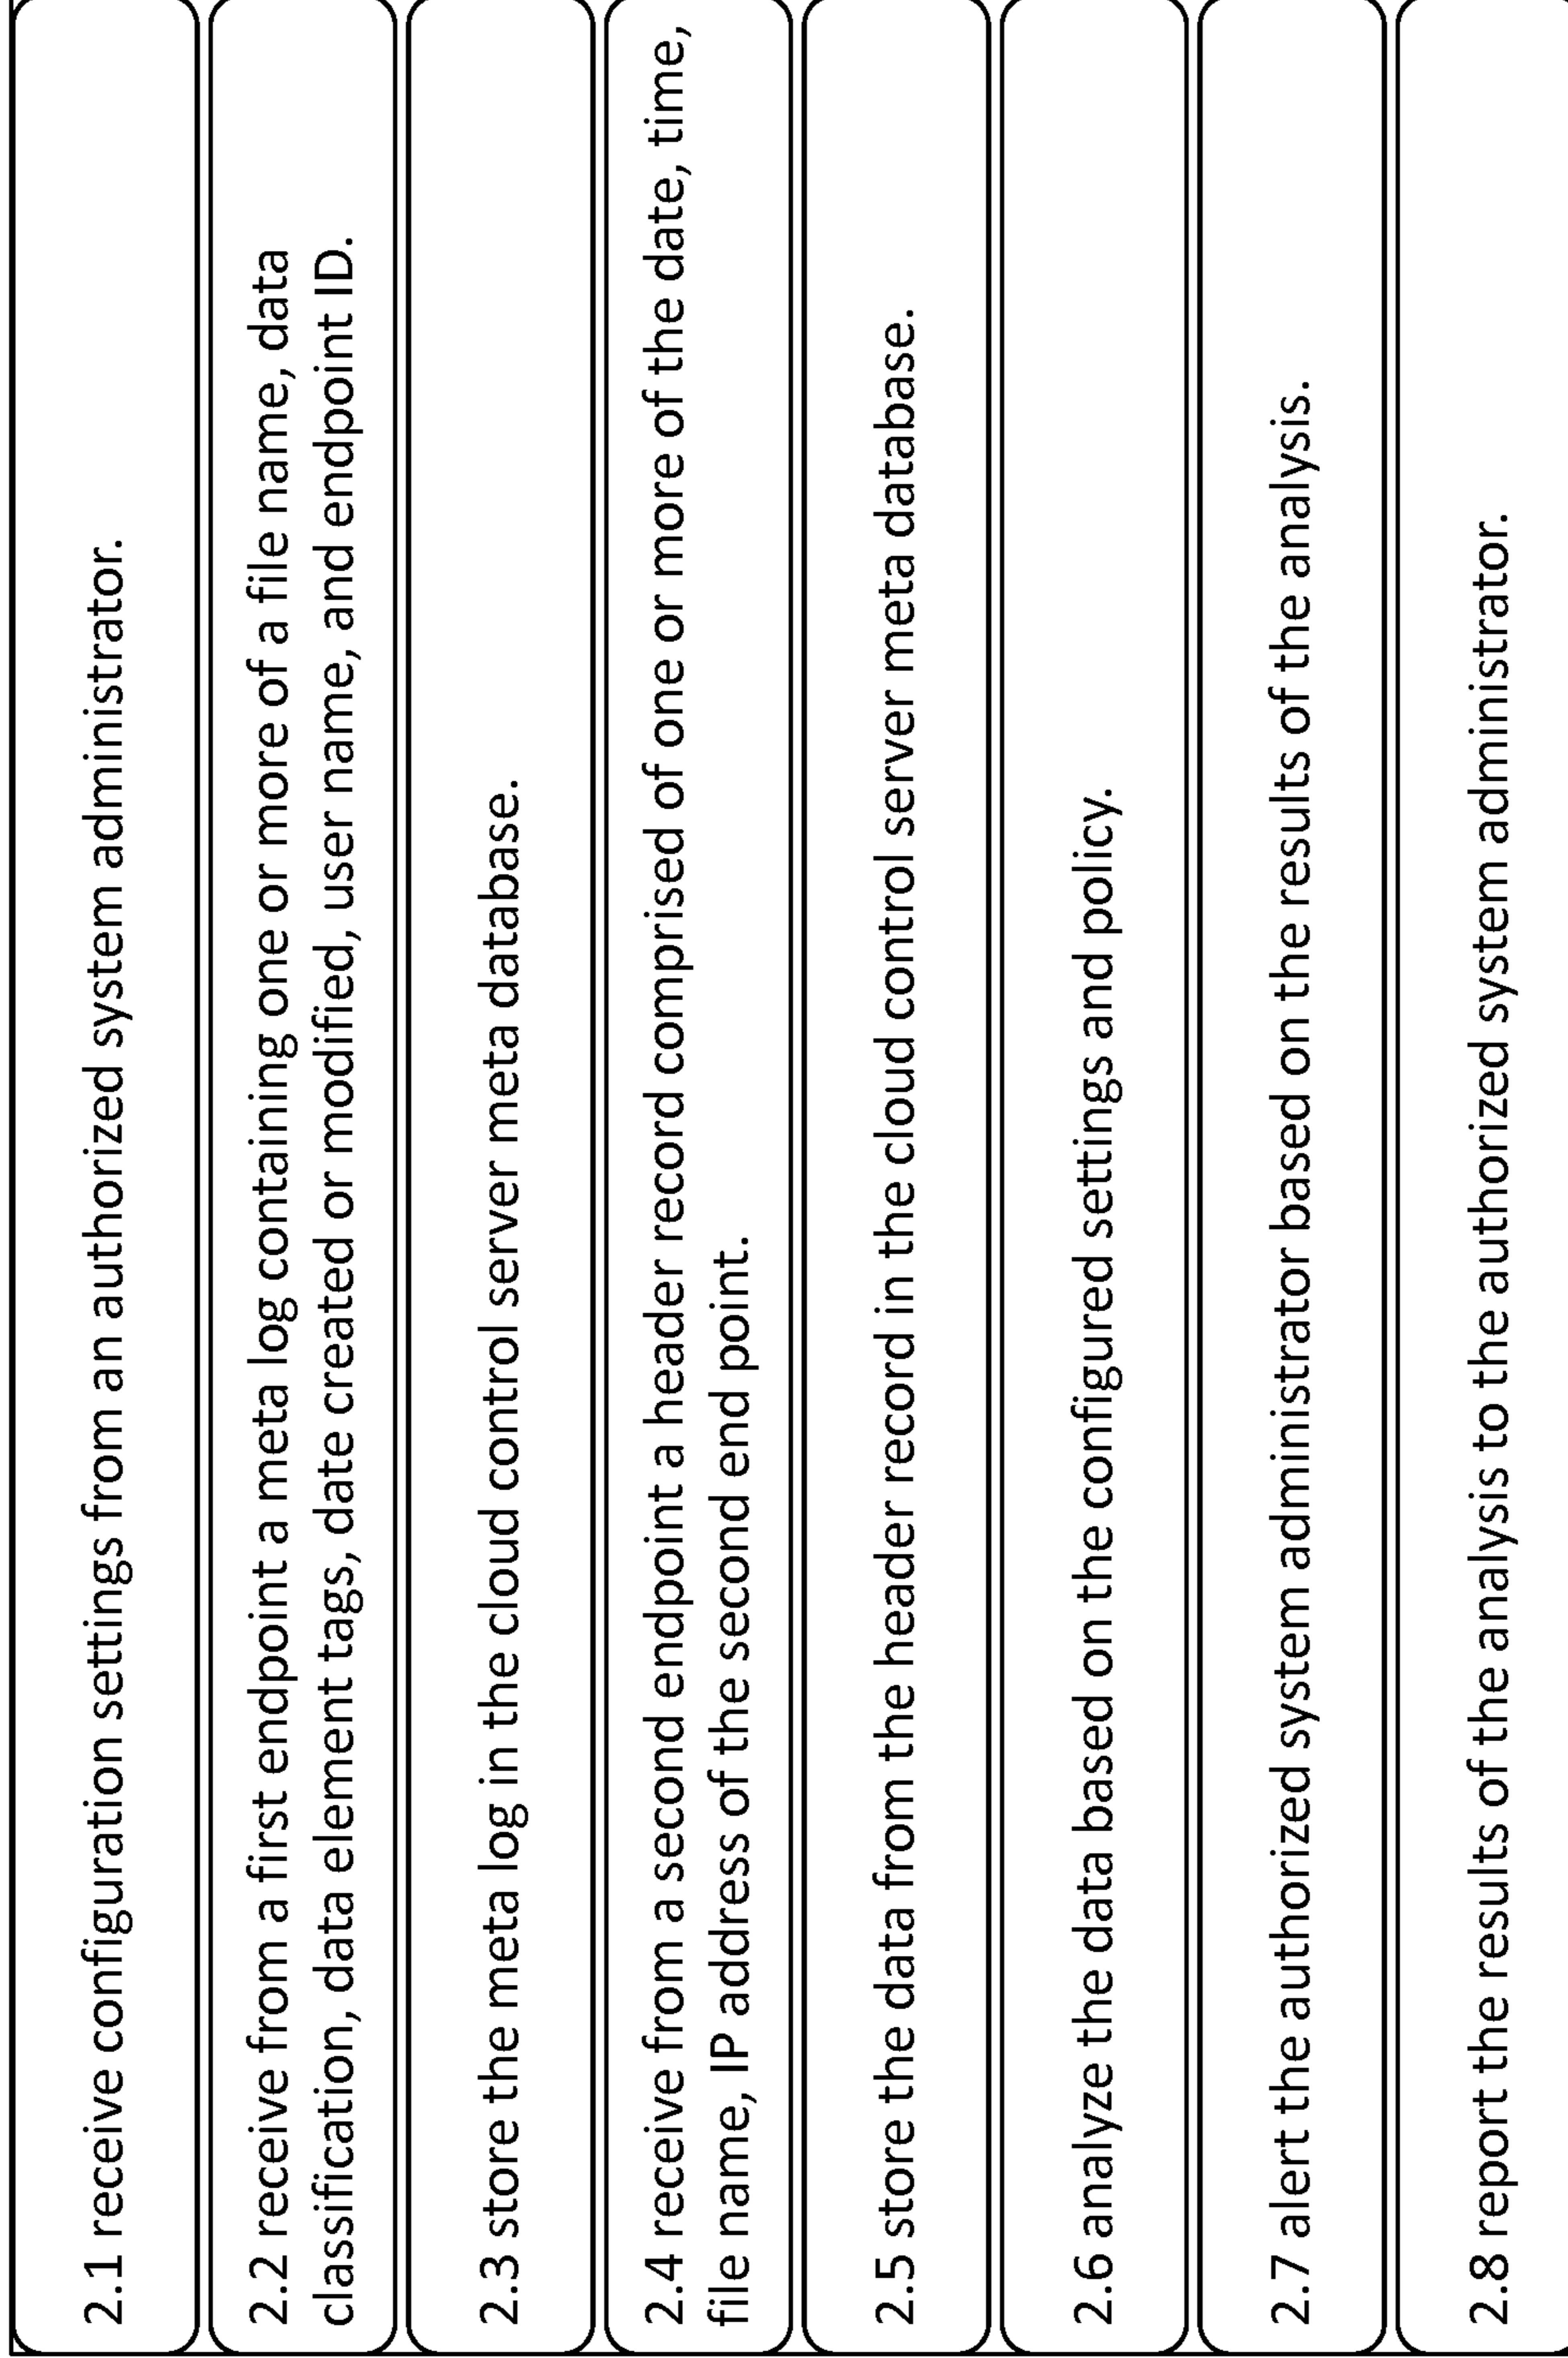 2.1 receive configuration settings from an authorized system administrator.
2.2 receive from a first endpoint a meta log containing one or more of a file name, data
classification, data element tags, date created or modified, user name, and endpoint ID.
2.3 store the meta log in the cloud control server meta database.
2.4 receive from a second endpoint a header record comprised of one or more of the date, time,
file name, IP address of the second end point.
2.5 store the data from the header record in the cloud control server meta database.
2.6 analyze the data based on the configured settings and policy.
2.7 alert the authorized system administrator based on the results of the analysis.
2.8 report the results of the analysis to the authorized system administrator.